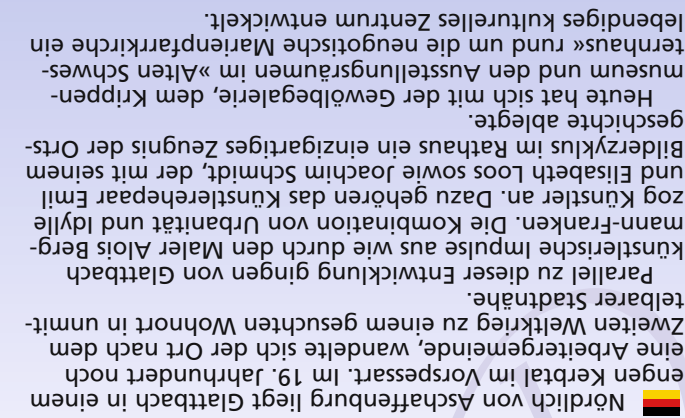 Nördlich von Aschaffenburg liegt Glattbach in einem
engen Kerbtal im Vorspessart. Im 19. Jahrhundert noch
eine Arbeitergemeinde, wandelte sich der Ort nach dem
Zweiten Weltkrieg zu einem gesuchten Wohnort in unmit-
telbarer Stadtnähe.
Parallel zu dieser Entwicklung gingen von Glattbach
künstlerische Impulse aus wie durch den Maler Alois Berg-
mann-Franken. Die Kombination von Urbanität und Idylle
zog Künstler an. Dazu gehören das Künstlerehepaar Emil
und Elisabeth Loos sowie Joachim Schmidt, der mit seinem
Bilderzyklus im Rathaus ein einzigartiges Zeugnis der Orts-
geschichte ablegte.
Heute hat sich mit der Gewölbegalerie, dem Krippen-
museum und den Ausstellungsräumen im »Alten Schwes-
ternhaus« rund um die neugotische Marienpfarrkirche ein
lebendiges kulturelles Zentrum entwickelt.